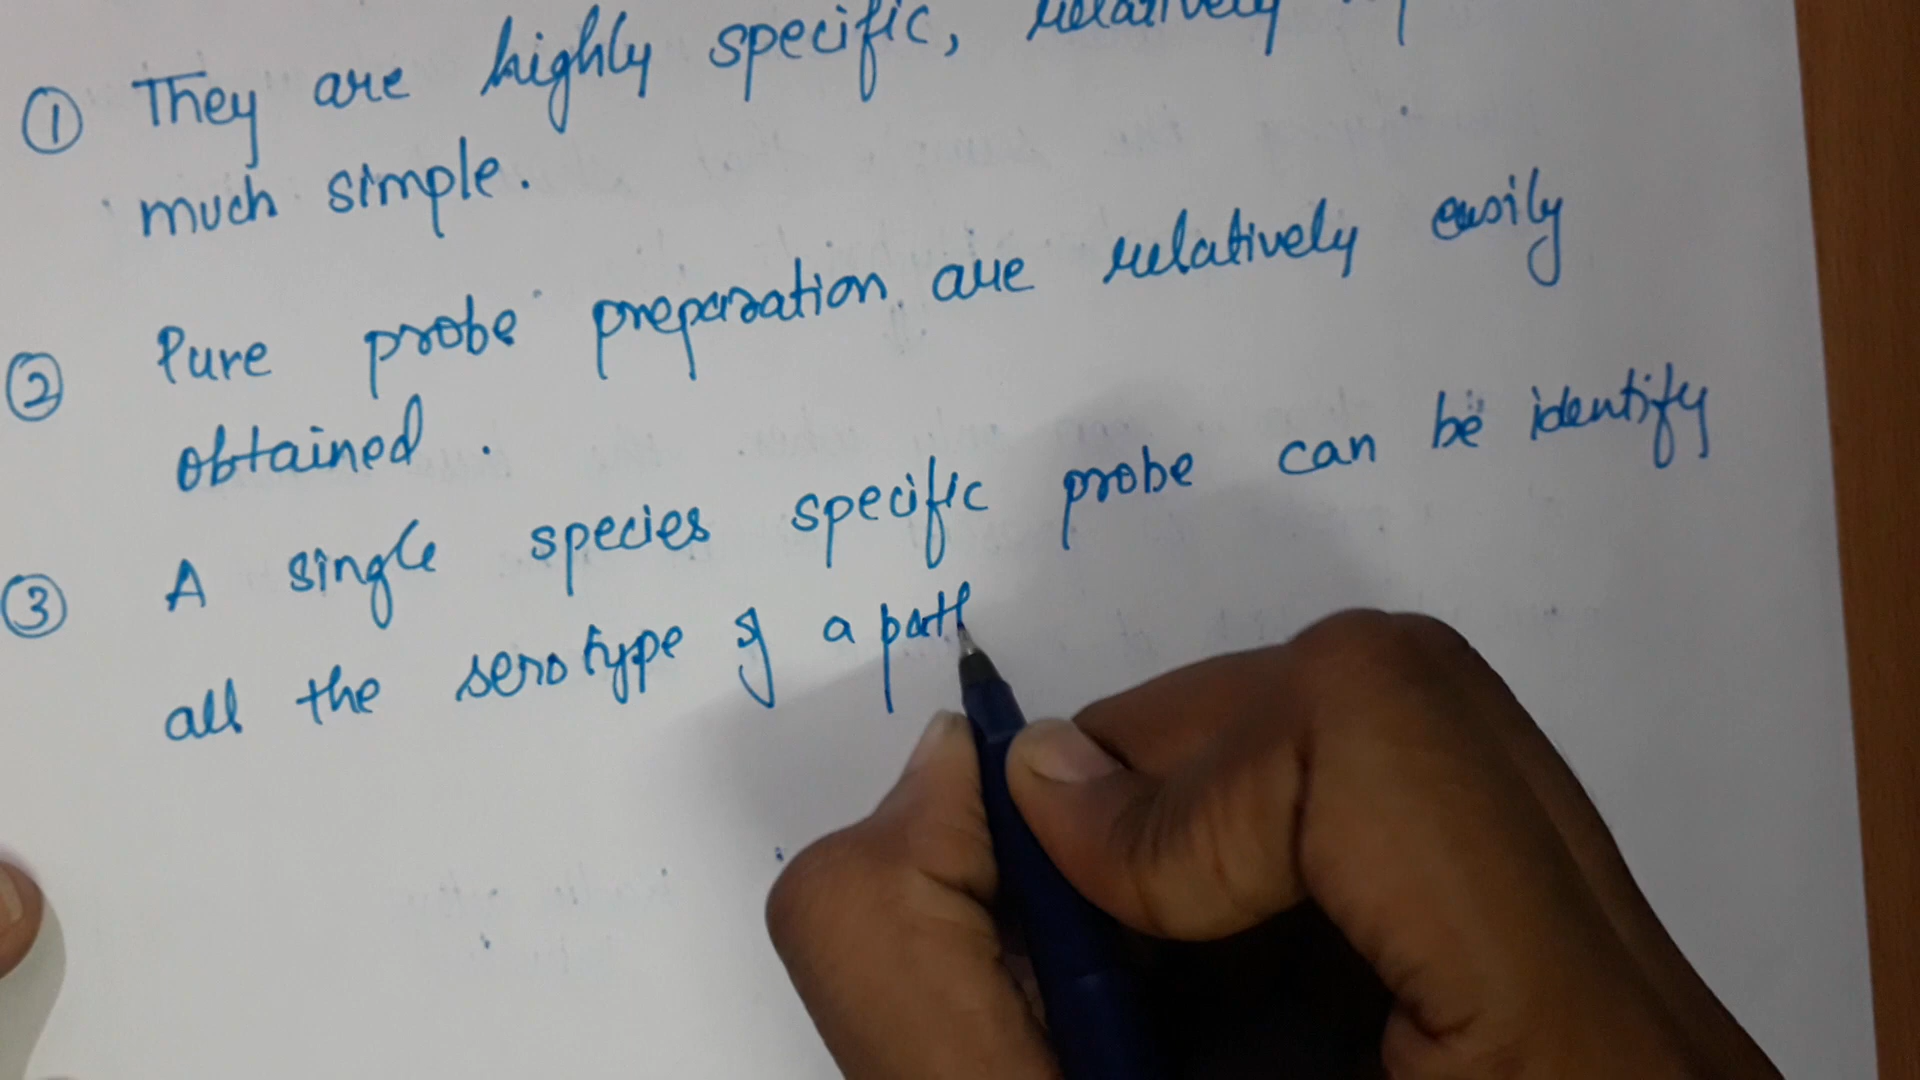 ① They are highly specific, relatively
much simple.
② Pure probe preparation are relatively easily
obtained.
③ A single species specific probe can be identify
all the serotype of a path